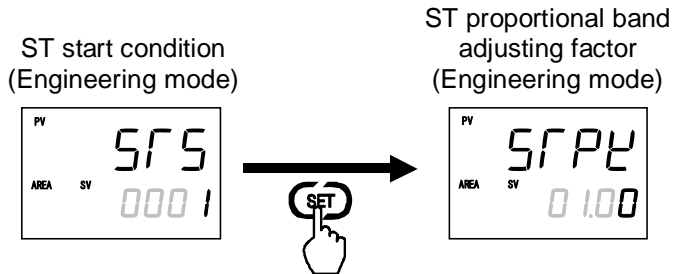 ST start condition
(Engineering mode)
PV
STS
AREA SV
0001
SET
ST proportional band
adjusting factor
(Engineering mode)
PV
STPK
AREA SV
01.00